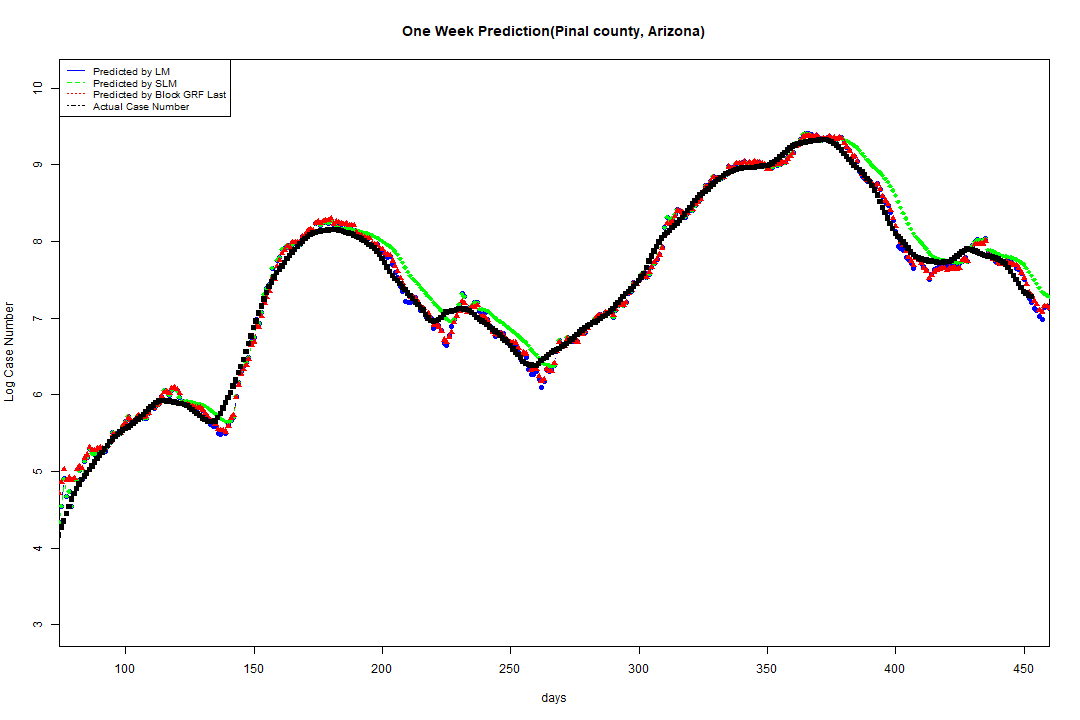 One Week Prediction(Pinal county, Arizona)
Predicted by LM
Predicted by SLM
Predicted by Block GRF Last
Actual Case Number
10
9
8
7
6
5
4
3
Log Case Number
100 150 200 250 300 350 400 450
days